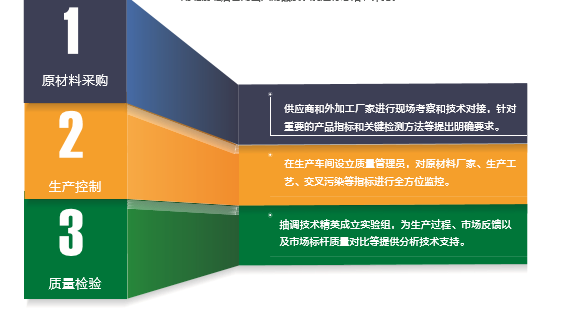 1
原材料采购
供应商和外加工厂家进行现场考察和技术对接，针对
重要的产品指标和关键检测方法等提出明确要求。
2
生产控制
在生产车间设立质量管理员，对原材料厂家、生产工
艺、交叉污染等指标进行全方位监控。
3
质量检验
抽调技术精英成立实验组，为生产过程、市场反馈以
及市场标杆质量对比等提供分析技术支持。